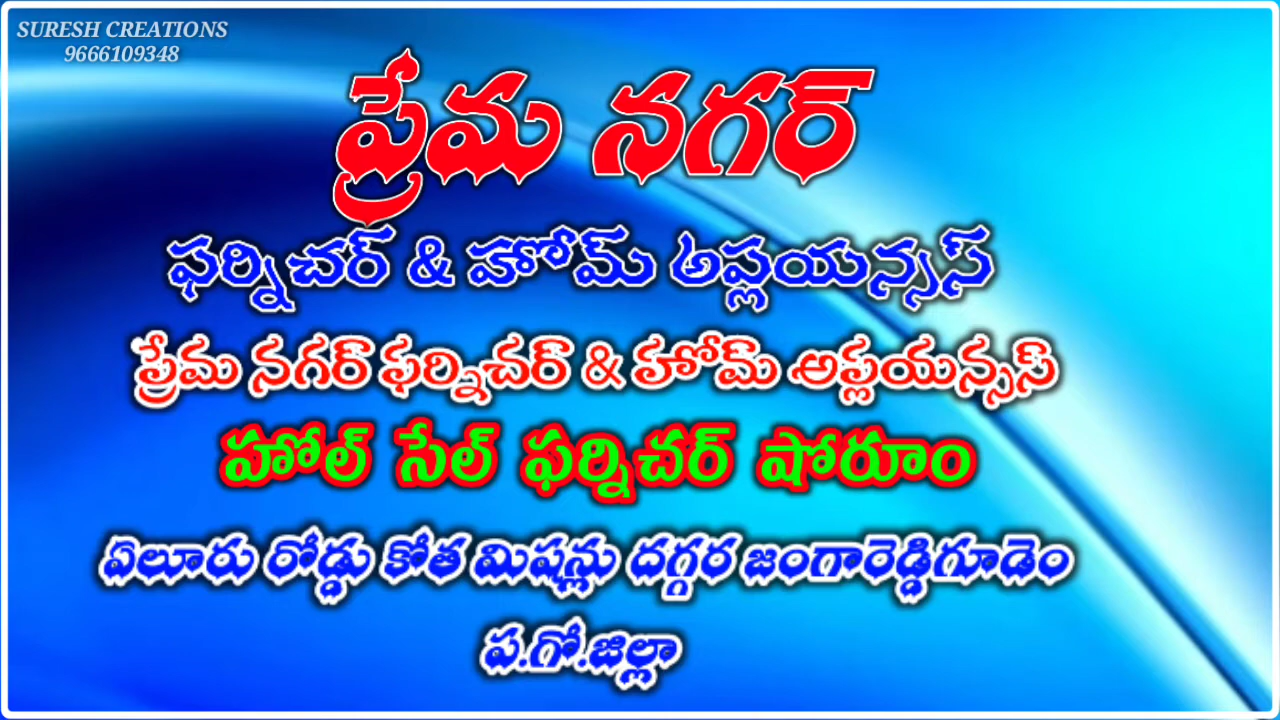 SURESH CREATIONS
9666109348
ప్రేమ నగర్
ఫర్నిచర్ & హోమ్ అప్లయన్సస్
ప్రేమ నగర్ ఫర్నిచర్ & హోమ్ అప్లయన్సస్
హోల్ సేల్ ఫర్నిచర్ షోరూం
ఏలూరు రోడ్డు కోత మిషన్లు దగ్గర జంగారెడ్డిగూడెం
ప.గో.జిల్లా